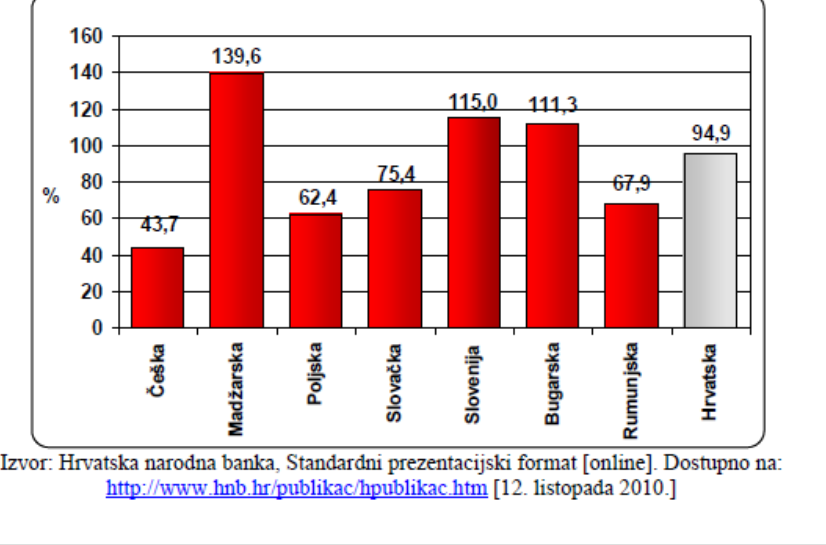 160
140
120
100
80
60
40
20
0
%
139,6
115,0
111,3
94,9
75,4
67,9
62,4
43,7
Češka
Madžarska
Poljska
Slovačka
Slovenija
Bugarska
Rumunjska
Hrvatska
Izvor: Hrvatska narodna banka, Standardni prezentacijski format [online]. Dostupno na:
http://www.hnb.hr/publikac/hpublikac.htm [12. listopada 2010.]